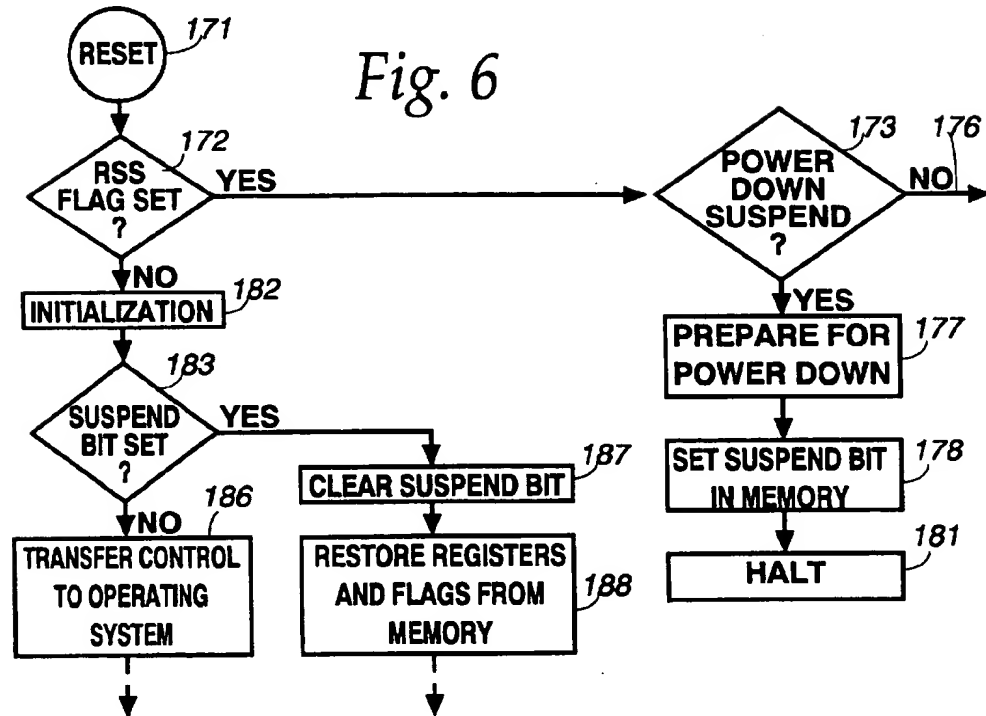 RESET
171
Fig. 6
172
RSS
FLAG SET
?
YES
173
POWER
DOWN
SUSPEND
?
176
NO
NO
INITIALIZATION
182
YES
PREPARE FOR
POWER DOWN
177
183
SUSPEND
BIT SET
?
YES
SET SUSPEND BIT
IN MEMORY
178
CLEAR SUSPEND BIT
187
NO
186
TRANSFER CONTROL
TO OPERATING
SYSTEM
RESTORE REGISTERS
AND FLAGS FROM
MEMORY
188
HALT
181